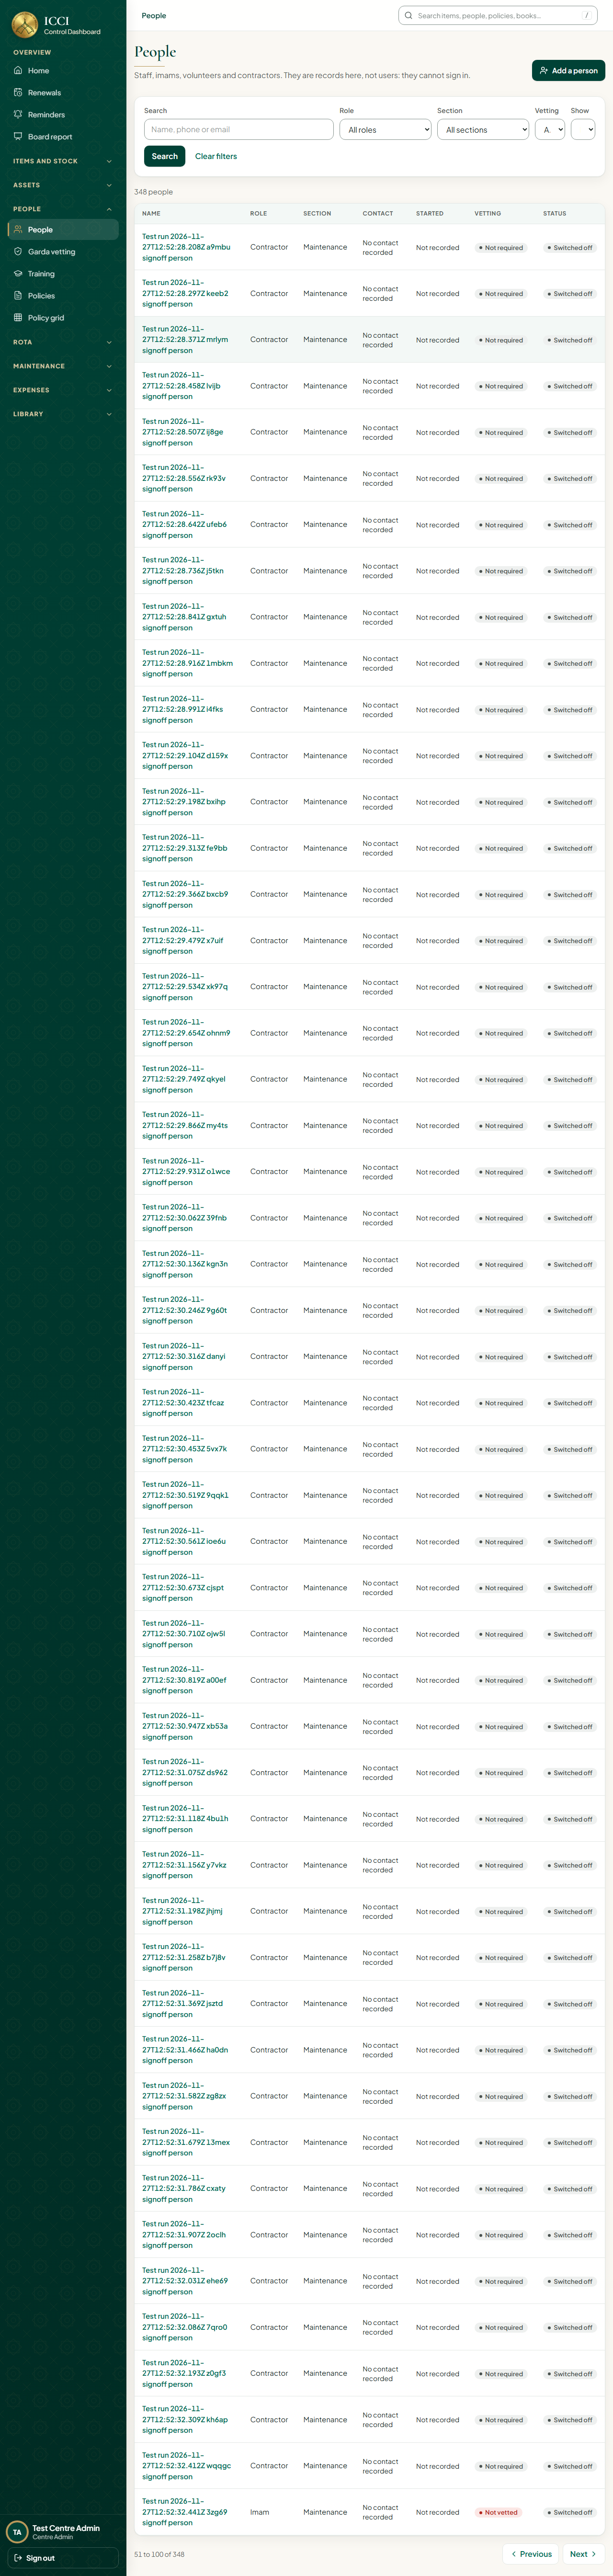 ICCI
Control Dashboard
OVERVIEW
Home
Renewals
Reminders
Board report
ITEMS AND STOCK
ASSETS
PEOPLE
People
Garda vetting
Training
Policies
Policy grid
ROTA
MAINTENANCE
EXPENSES
LIBRARY
People
Search items, people, policies, books... /
People
Staff, imams, volunteers and contractors. They are records here, not users: they cannot sign in.
Add a person
Search Role Section Vetting Show
Name, phone or email All roles All sections A
Search Clear filters
348 people
NAME ROLE SECTION CONTACT STARTED VETTING STATUS
Test run 2026-11-
27T12:52:28.208Z a9mbu Contractor Maintenance No contact recorded Not recorded Not required Switched off
signoff person
Test run 2026-11-
27T12:52:28.297Z keeb2 Contractor Maintenance No contact recorded Not recorded Not required Switched off
signoff person
Test run 2026-11-
27T12:52:28.371Z mrlym Contractor Maintenance No contact recorded Not recorded Not required Switched off
signoff person
Test run 2026-11-
27T12:52:28.458Z lvijb Contractor Maintenance No contact recorded Not recorded Not required Switched off
signoff person
Test run 2026-11-
27T12:52:28.507Z ij8ge Contractor Maintenance No contact recorded Not recorded Not required Switched off
signoff person
Test run 2026-11-
27T12:52:28.556Z rk93v Contractor Maintenance No contact recorded Not recorded Not required Switched off
signoff person
Test run 2026-11-
27T12:52:28.642Z ufeb6 Contractor Maintenance No contact recorded Not recorded Not required Switched off
signoff person
Test run 2026-11-
27T12:52:28.736Z j5tkn Contractor Maintenance No contact recorded Not recorded Not required Switched off
signoff person
Test run 2026-11-
27T12:52:28.841Z gxtuh Contractor Maintenance No contact recorded Not recorded Not required Switched off
signoff person
Test run 2026-11-
27T12:52:28.916Z 1mbkm Contractor Maintenance No contact recorded Not recorded Not required Switched off
signoff person
Test run 2026-11-
27T12:52:28.991Z i4fks Contractor Maintenance No contact recorded Not recorded Not required Switched off
signoff person
Test run 2026-11-
27T12:52:29.104Z d159x Contractor Maintenance No contact recorded Not recorded Not required Switched off
signoff person
Test run 2026-11-
27T12:52:29.198Z bxihp Contractor Maintenance No contact recorded Not recorded Not required Switched off
signoff person
Test run 2026-11-
27T12:52:29.313Z fe9bb Contractor Maintenance No contact recorded Not recorded Not required Switched off
signoff person
Test run 2026-11-
27T12:52:29.366Z bxcb9 Contractor Maintenance No contact recorded Not recorded Not required Switched off
signoff person
Test run 2026-11-
27T12:52:29.479Z x7uif Contractor Maintenance No contact recorded Not recorded Not required Switched off
signoff person
Test run 2026-11-
27T12:52:29.534Z xk97q Contractor Maintenance No contact recorded Not recorded Not required Switched off
signoff person
Test run 2026-11-
27T12:52:29.654Z ohnm9 Contractor Maintenance No contact recorded Not recorded Not required Switched off
signoff person
Test run 2026-11-
27T12:52:29.749Z qkyel Contractor Maintenance No contact recorded Not recorded Not required Switched off
signoff person
Test run 2026-11-
27T12:52:29.866Z my4ts Contractor Maintenance No contact recorded Not recorded Not required Switched off
signoff person
Test run 2026-11-
27T12:52:29.931Z o1wce Contractor Maintenance No contact recorded Not recorded Not required Switched off
signoff person
Test run 2026-11-
27T12:52:30.062Z 39fnb Contractor Maintenance No contact recorded Not recorded Not required Switched off
signoff person
Test run 2026-11-
27T12:52:30.136Z kgn3n Contractor Maintenance No contact recorded Not recorded Not required Switched off
signoff person
Test run 2026-11-
27T12:52:30.246Z 9g60t Contractor Maintenance No contact recorded Not recorded Not required Switched off
signoff person
Test run 2026-11-
27T12:52:30.316Z danyi Contractor Maintenance No contact recorded Not recorded Not required Switched off
signoff person
Test run 2026-11-
27T12:52:30.423Z tfcaz Contractor Maintenance No contact recorded Not recorded Not required Switched off
signoff person
Test run 2026-11-
27T12:52:30.453Z 5vx7k Contractor Maintenance No contact recorded Not recorded Not required Switched off
signoff person
Test run 2026-11-
27T12:52:30.519Z 9qqk1 Contractor Maintenance No contact recorded Not recorded Not required Switched off
signoff person
Test run 2026-11-
27T12:52:30.561Z ioe6u Contractor Maintenance No contact recorded Not recorded Not required Switched off
signoff person
Test run 2026-11-
27T12:52:30.673Z cjspt Contractor Maintenance No contact recorded Not recorded Not required Switched off
signoff person
Test run 2026-11-
27T12:52:30.710Z ojw5l Contractor Maintenance No contact recorded Not recorded Not required Switched off
signoff person
Test run 2026-11-
27T12:52:30.819Z a00ef Contractor Maintenance No contact recorded Not recorded Not required Switched off
signoff person
Test run 2026-11-
27T12:52:30.947Z xb53a Contractor Maintenance No contact recorded Not recorded Not required Switched off
signoff person
Test run 2026-11-
27T12:52:31.075Z ds962 Contractor Maintenance No contact recorded Not recorded Not required Switched off
signoff person
Test run 2026-11-
27T12:52:31.118Z 4bu1h Contractor Maintenance No contact recorded Not recorded Not required Switched off
signoff person
Test run 2026-11-
27T12:52:31.156Z y7vkz Contractor Maintenance No contact recorded Not recorded Not required Switched off
signoff person
Test run 2026-11-
27T12:52:31.198Z jhjmj Contractor Maintenance No contact recorded Not recorded Not required Switched off
signoff person
Test run 2026-11-
27T12:52:31.258Z b7j8v Contractor Maintenance No contact recorded Not recorded Not required Switched off
signoff person
Test run 2026-11-
27T12:52:31.369Z jsztd Contractor Maintenance No contact recorded Not recorded Not required Switched off
signoff person
Test run 2026-11-
27T12:52:31.466Z ha0dn Contractor Maintenance No contact recorded Not recorded Not required Switched off
signoff person
Test run 2026-11-
27T12:52:31.582Z zg8zx Contractor Maintenance No contact recorded Not recorded Not required Switched off
signoff person
Test run 2026-11-
27T12:52:31.679Z 13mex Contractor Maintenance No contact recorded Not recorded Not required Switched off
signoff person
Test run 2026-11-
27T12:52:31.786Z cxaty Contractor Maintenance No contact recorded Not recorded Not required Switched off
signoff person
Test run 2026-11-
27T12:52:31.907Z 2oclh Contractor Maintenance No contact recorded Not recorded Not required Switched off
signoff person
Test run 2026-11-
27T12:52:32.031Z ehe69 Contractor Maintenance No contact recorded Not recorded Not required Switched off
signoff person
Test run 2026-11-
27T12:52:32.086Z 7qro0 Contractor Maintenance No contact recorded Not recorded Not required Switched off
signoff person
Test run 2026-11-
27T12:52:32.193Z z0gf3 Contractor Maintenance No contact recorded Not recorded Not required Switched off
signoff person
Test run 2026-11-
27T12:52:32.309Z kh6ap Contractor Maintenance No contact recorded Not recorded Not required Switched off
signoff person
Test run 2026-11-
27T12:52:32.412Z wqqgc Contractor Maintenance No contact recorded Not recorded Not required Switched off
signoff person
Test run 2026-11-
27T12:52:32.441Z 3zg69 Imam Maintenance No contact recorded Not recorded Not vetted Switched off
signoff person
51 to 100 of 348 Previous Next
TA Test Centre Admin
Centre Admin
Sign out